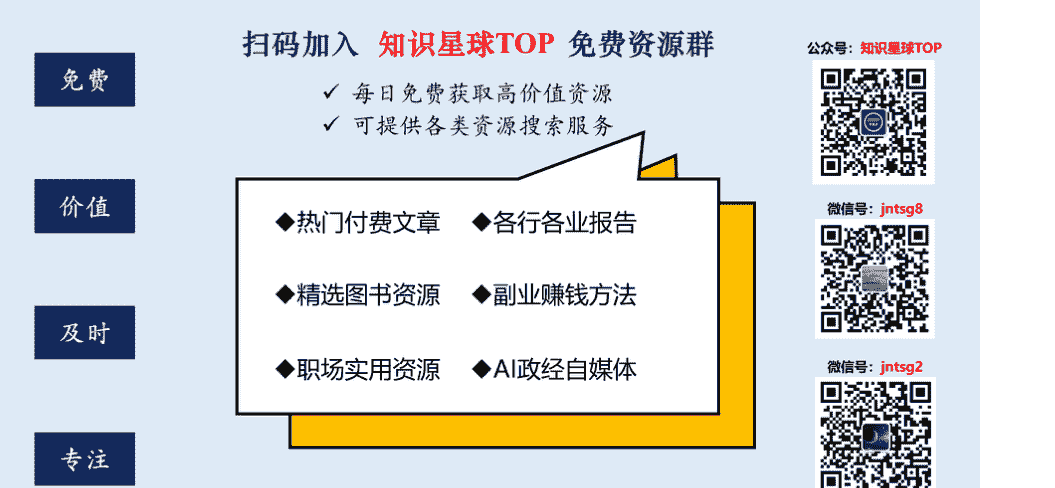 扫码加入 知识星球TOP 免费资源群
✓ 每日免费获取高价值资源
✓ 可提供各类资源搜索服务
免费
价值
及时
专注
◆热门付费文章 ◆各行各业报告
◆精选图书资源 ◆副业赚钱方法
◆职场实用资源 ◆AI政经自媒体
公众号：知识星球TOP
微信号：jntsg8
微信号：jntsg2